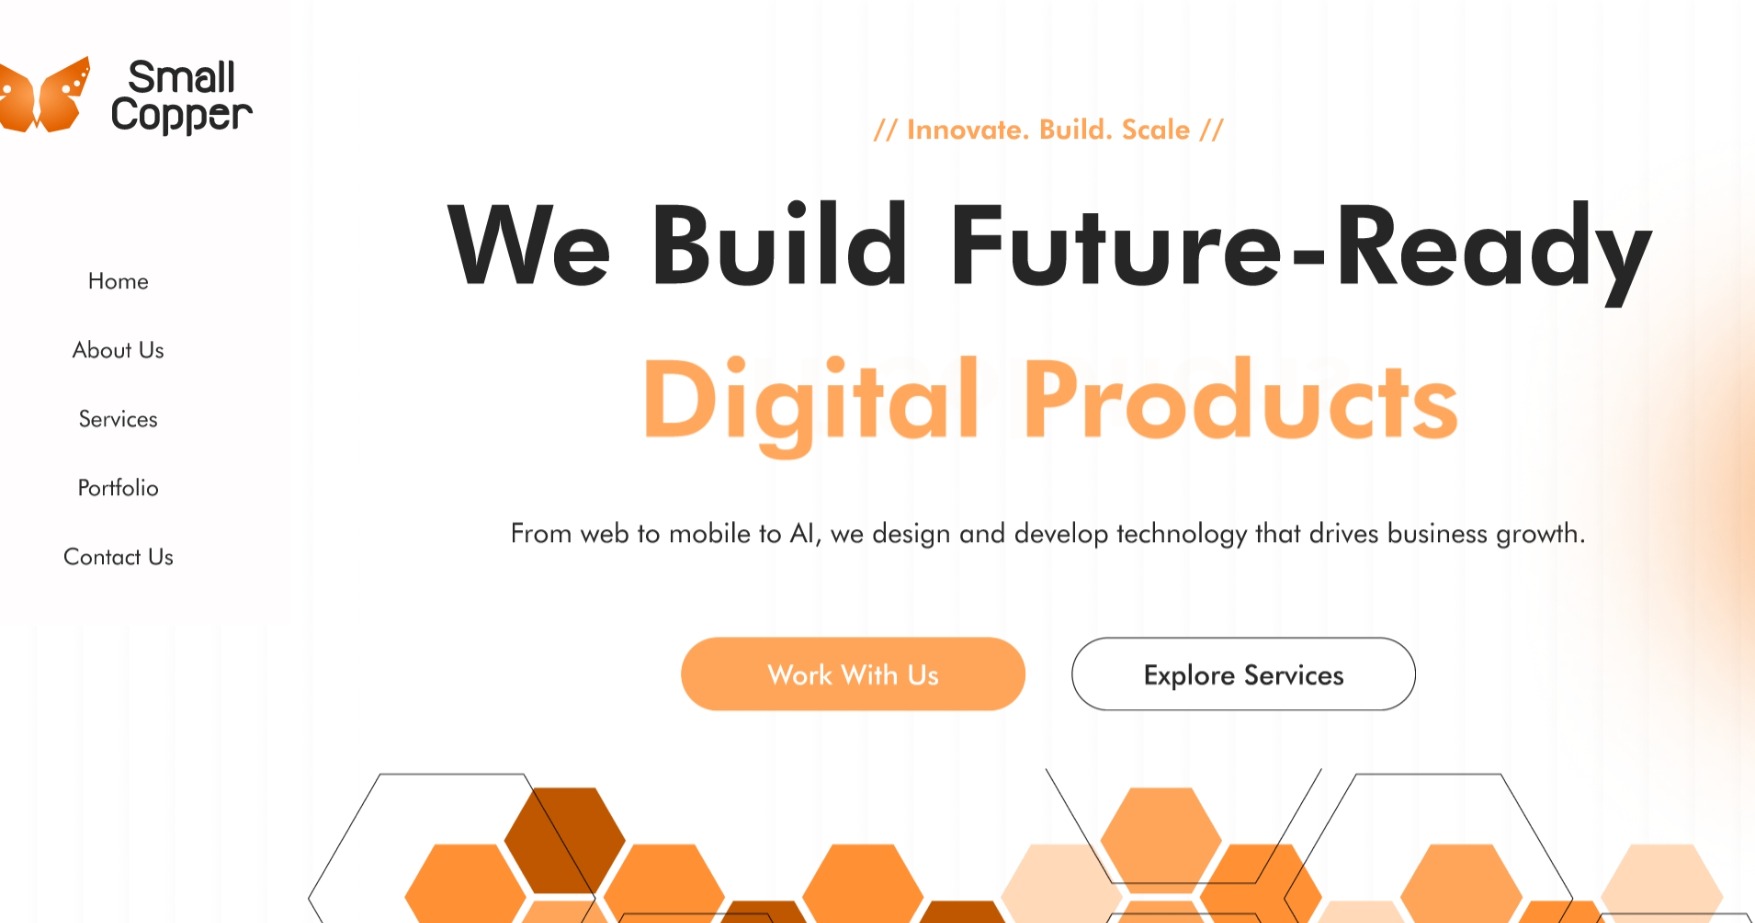 Small
Copper
Home
About Us
Services
Portfolio
Contact Us
// Innovate. Build. Scale //
We Build Future-Ready
Digital Products
From web to mobile to AI, we design and develop technology that drives business growth.
Work With Us
Explore Services